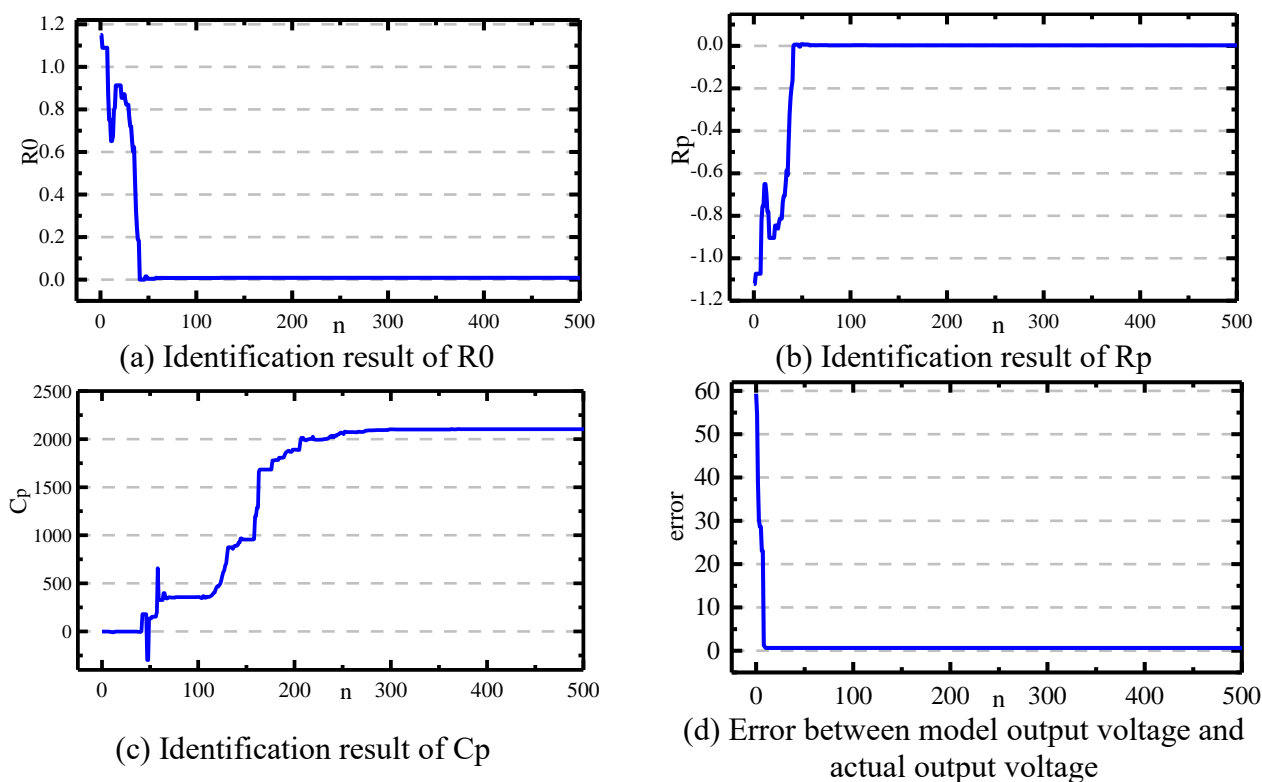 1.2
1.0
0.8
0.6
0.4
0.2
0.0
R0
0 100 200 300 400 500
n
(a) Identification result of R0
0.0
-0.2
-0.4
-0.6
-0.8
-1.0
-1.2
Rp
0 100 200 300 400 500
n
(b) Identification result of Rp
2500
2000
1500
1000
500
0
Cp
0 100 200 300 400 500
n
(c) Identification result of Cp
60
50
40
30
20
10
0
error
0 100 200 300 400 500
n
(d) Error between model output voltage and
actual output voltage